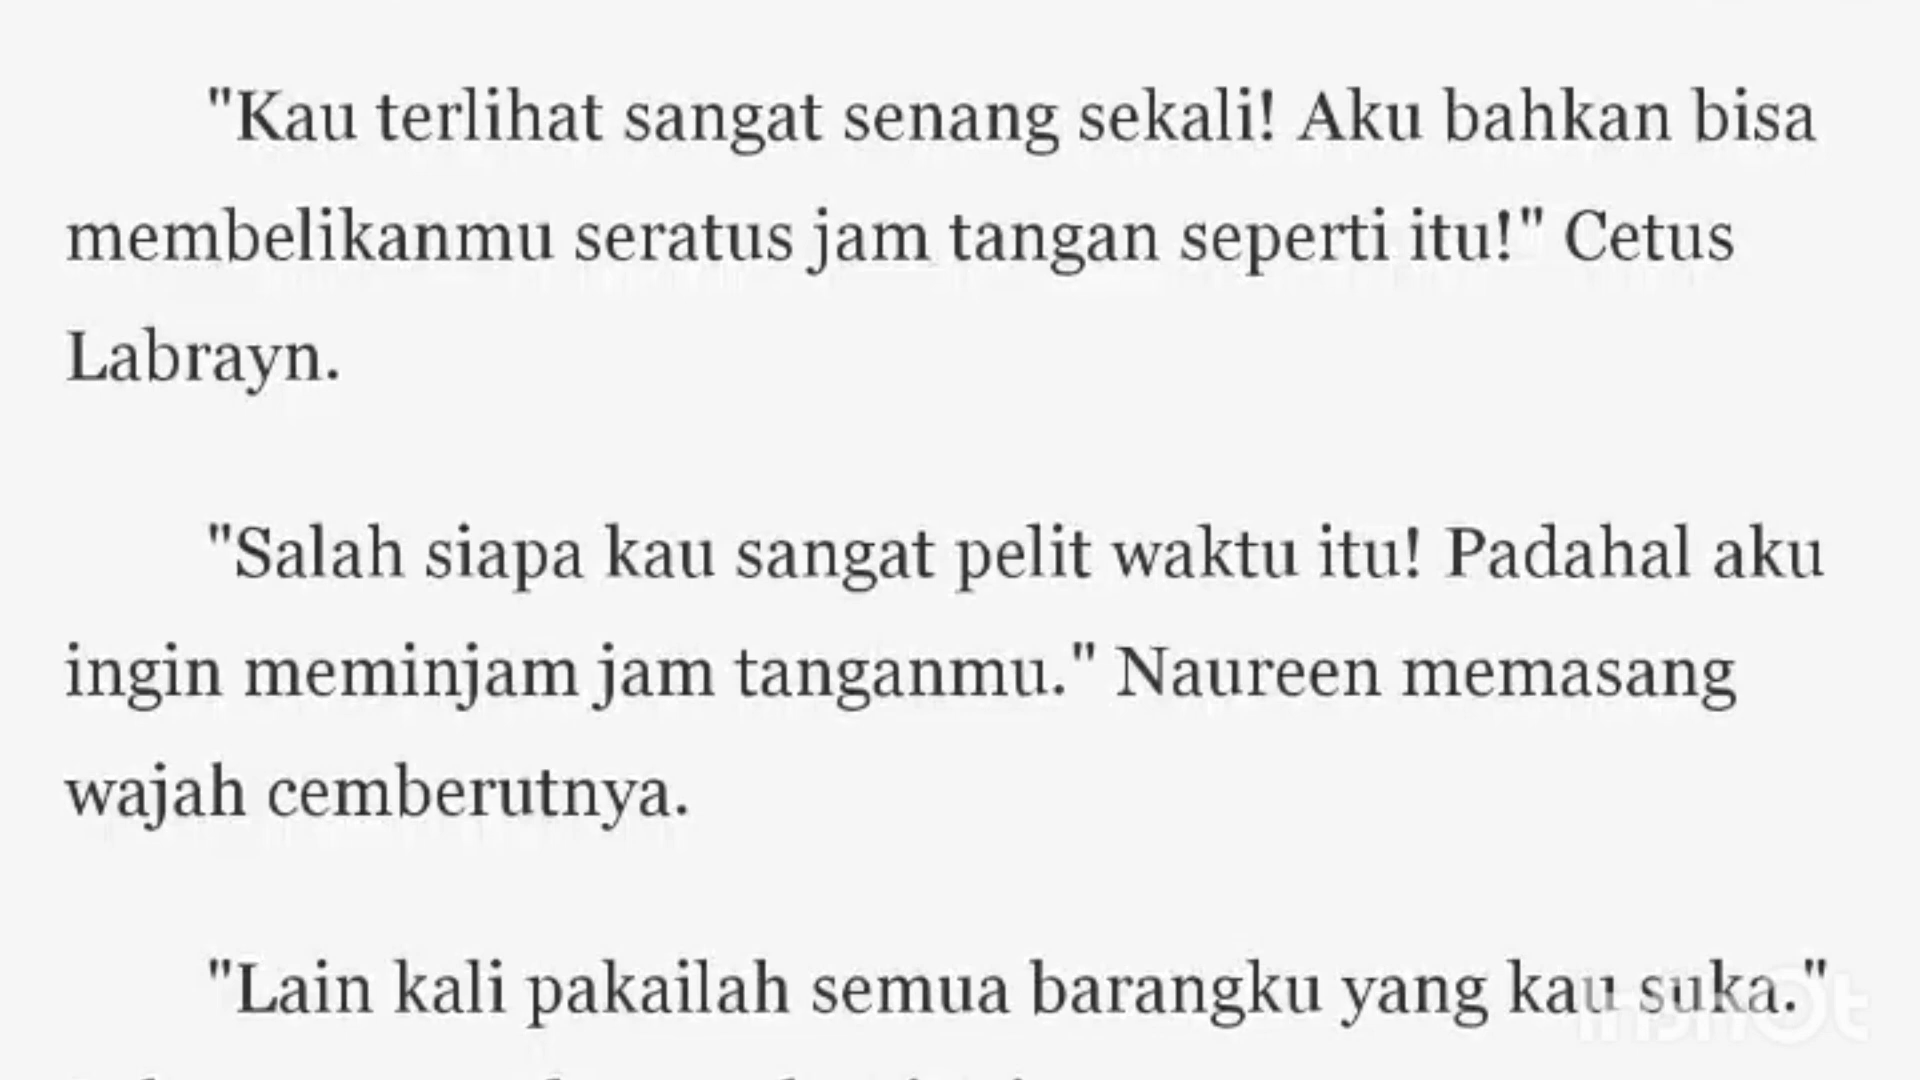 "Kau terlihat sangat senang sekali! Aku bahkan bisa
membelikanmu seratus jam tangan seperti itu!" Cetus
Labrayn.
"Salah siapa kau sangat pelit waktu itu! Padahal aku
ingin meminjam jam tanganmu." Naureen memasang
wajah cemberutnya.
"Lain kali pakailah semua barangku yang kau suka."
InShOt